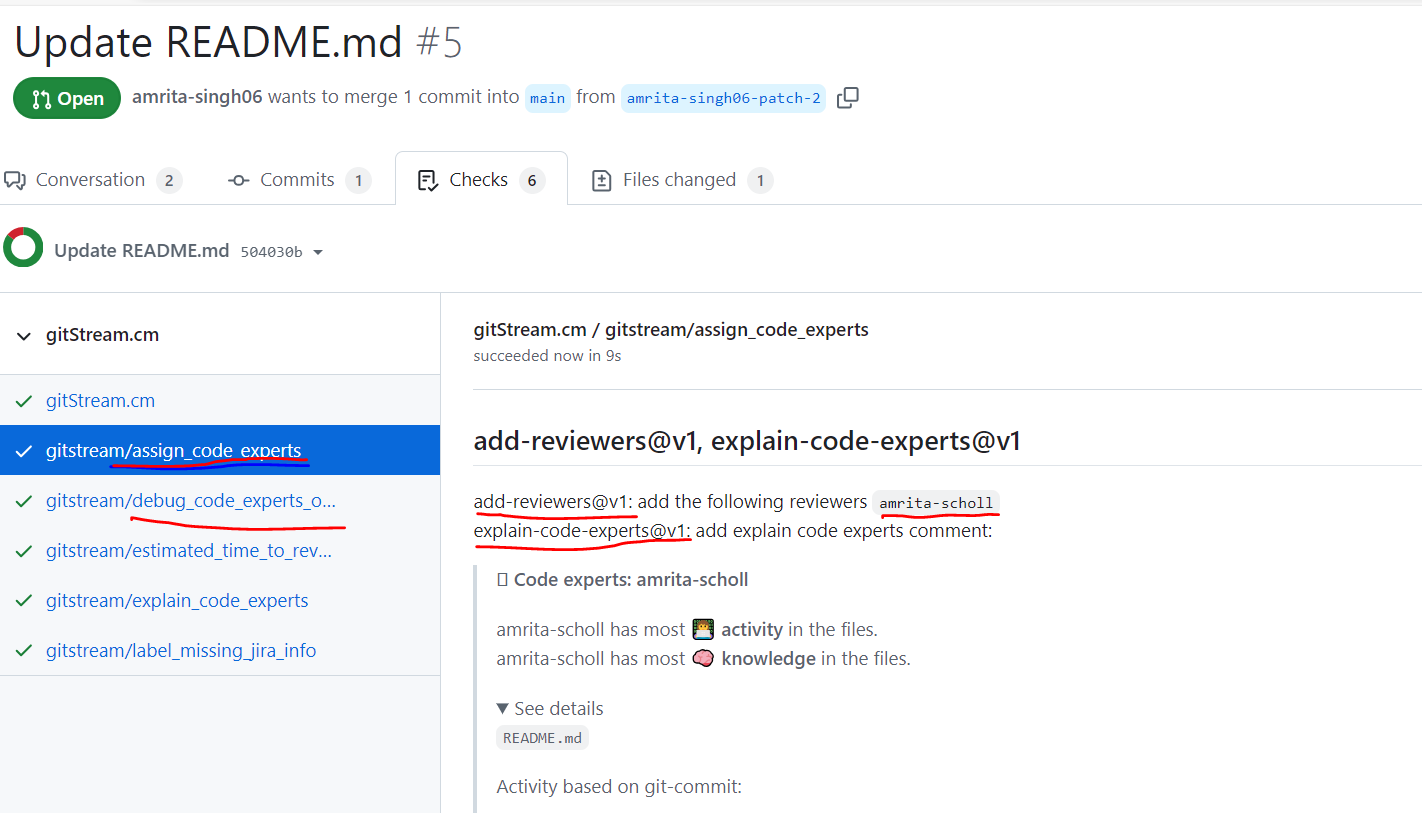 Update README.md #5
Open amrita-singh06 wants to merge 1 commit into main from amrita-singh06-patch-2
Conversation 2 Commits 1 Checks 6 Files changed 1
Update README.md 504030b
gitStream.cm
gitStream.cm
gitstream/assign_code_experts
gitstream/debug_code_experts_o...
gitstream/estimated_time_to_rev...
gitstream/explain_code_experts
gitstream/label_missing_jira_info
gitStream.cm / gitstream/assign_code_experts
succeeded now in 9s
add-reviewers@v1, explain-code-experts@v1
add-reviewers@v1: add the following reviewers amrita-scholl
explain-code-experts@v1: add explain code experts comment:
Code experts: amrita-scholl
amrita-scholl has most 👨‍💻 activity in the files.
amrita-scholl has most 🧠 knowledge in the files.
▼ See details
README.md
Activity based on git-commit: